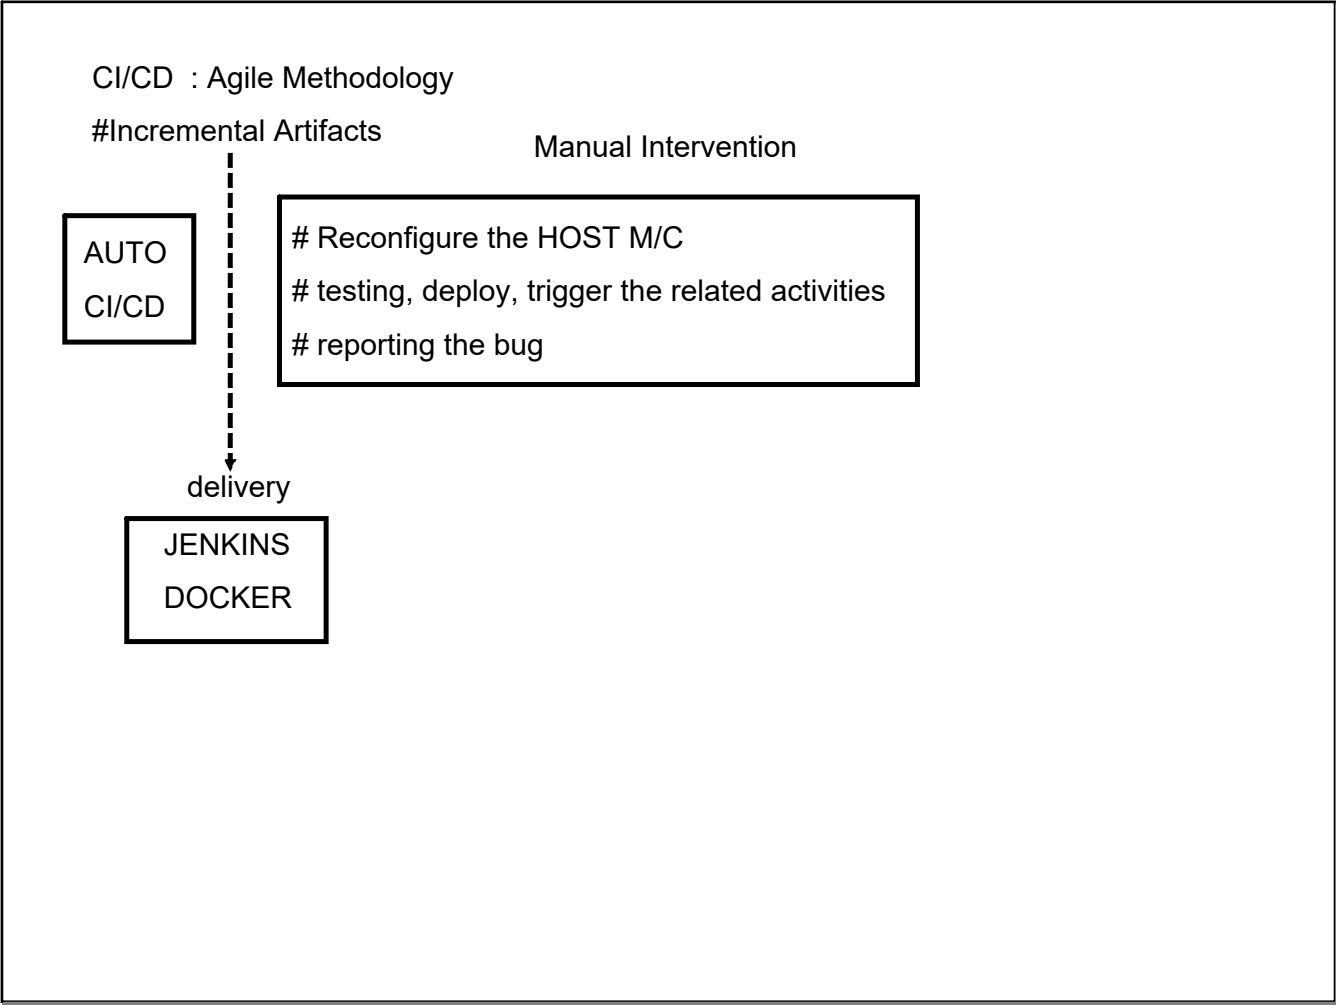 CI/CD : Agile Methodology
#Incremental Artifacts
Manual Intervention
AUTO
CI/CD
# Reconfigure the HOST M/C
# testing, deploy, trigger the related activities
# reporting the bug
delivery
JENKINS
DOCKER